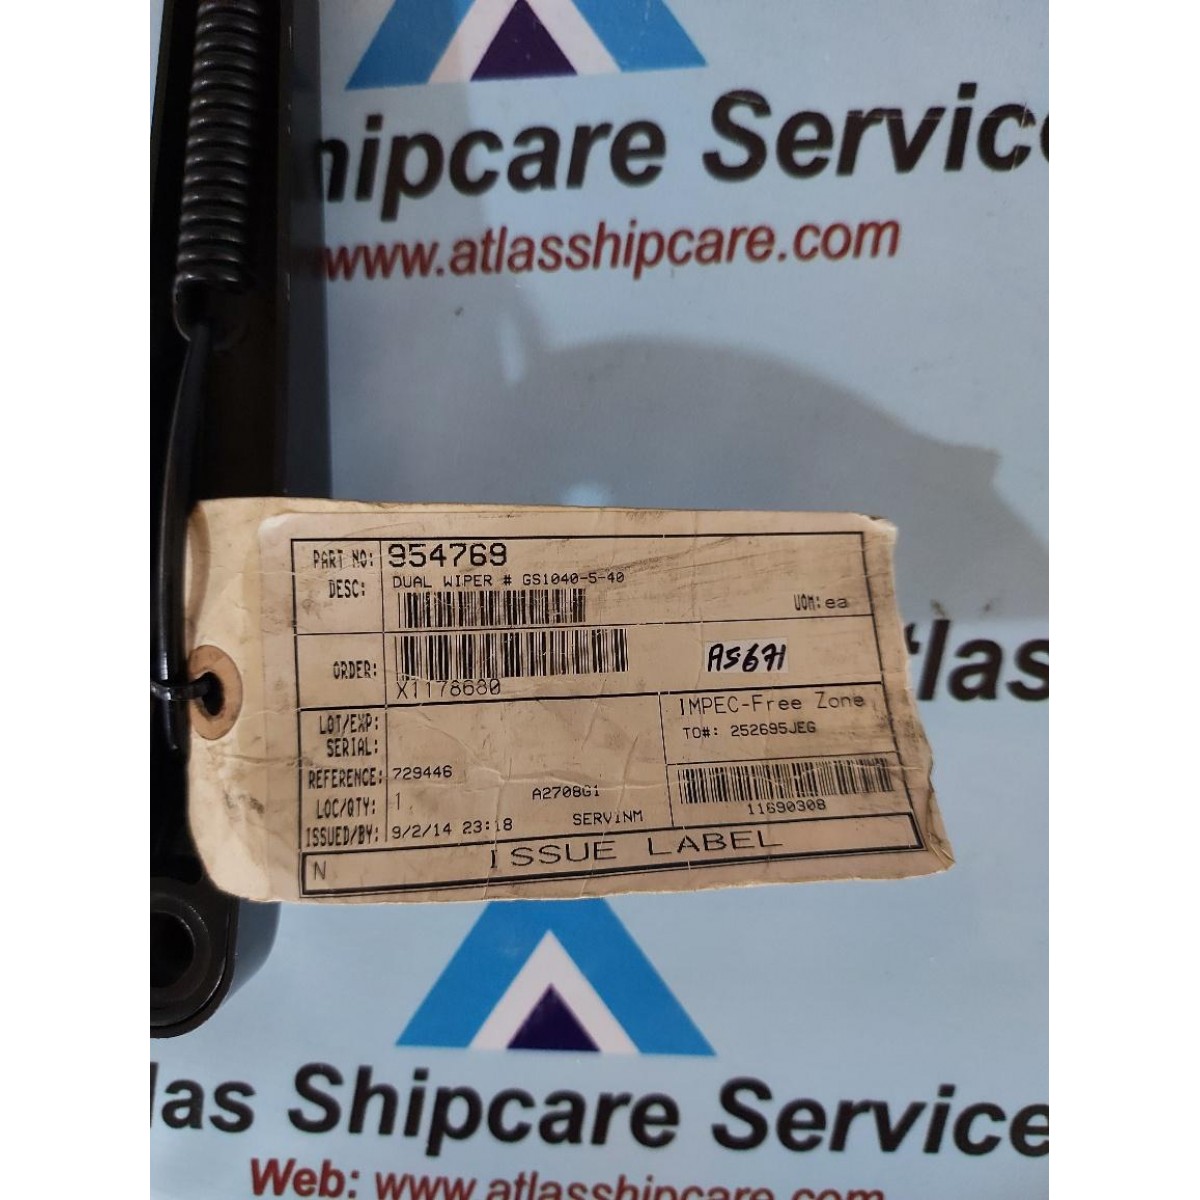 hipcare Service
www.atlasshipcare.com
PART NO: 954769
DESC: DUAL WIPER # GS1040-5-40
UOM: ea
ORDER: X1178680
AS671
LOT/EXP:
SERIAL:
IMPEC-Free Zone
TO#: 252695JEG
REFERENCE: 729446
LOC/QTY: 1 A2708G1
11690308
ISSUED/BY: 9/2/14 23:18 SERVINM
N ISSUE LABEL
tlas
las Shipcare Service
Web: www.atlasshipcare.com